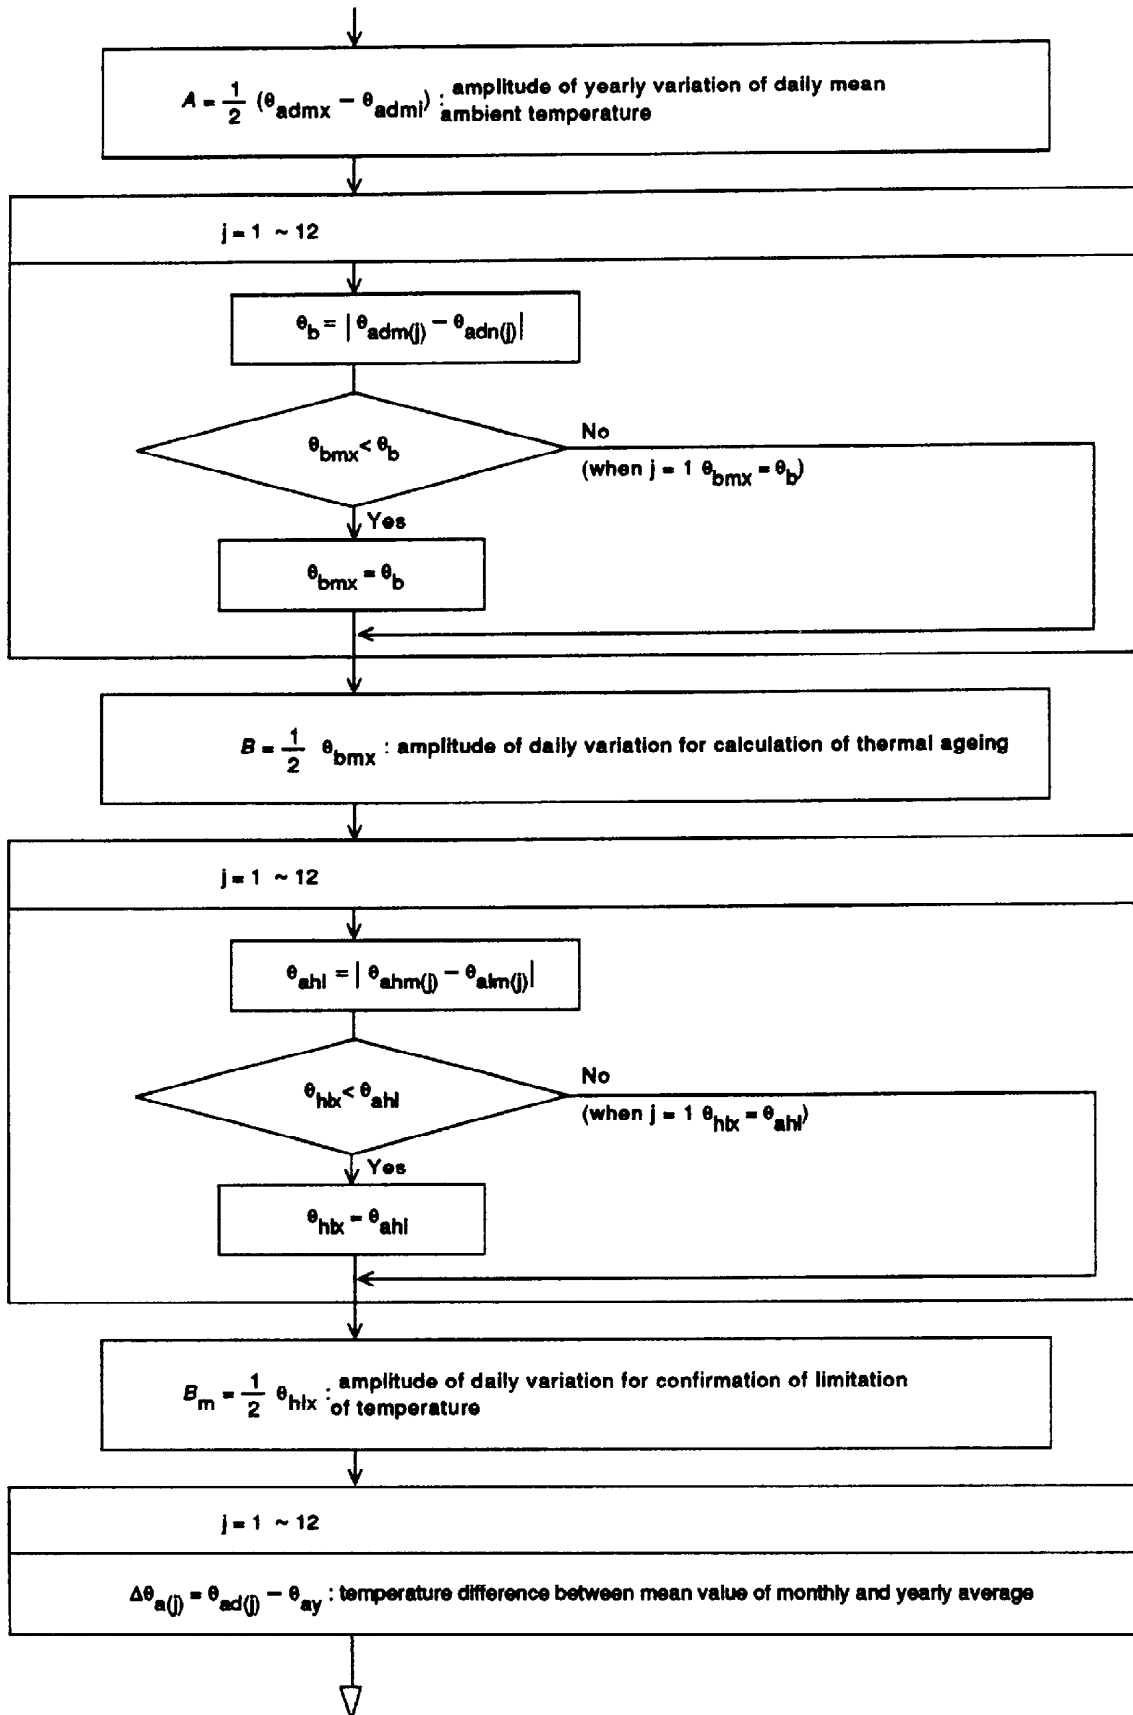 A = 1/2 (θadmx − θadmi) : amplitude of yearly variation of daily mean
ambient temperature
j = 1 ~ 12
θb = | θadm(j) − θadn(j)|
θbmx < θb
No
(when j = 1 θbmx = θb)
Yes
θbmx = θb
B = 1/2 θbmx : amplitude of daily variation for calculation of thermal ageing
j = 1 ~ 12
θahl = | θahm(j) − θalm(j)|
θhlx < θahl
No
(when j = 1 θhlx = θahl)
Yes
θhlx = θahl
Bm = 1/2 θhlx : amplitude of daily variation for confirmation of limitation
of temperature
j = 1 ~ 12
Δθa(j) = θad(j) − θay : temperature difference between mean value of monthly and yearly average